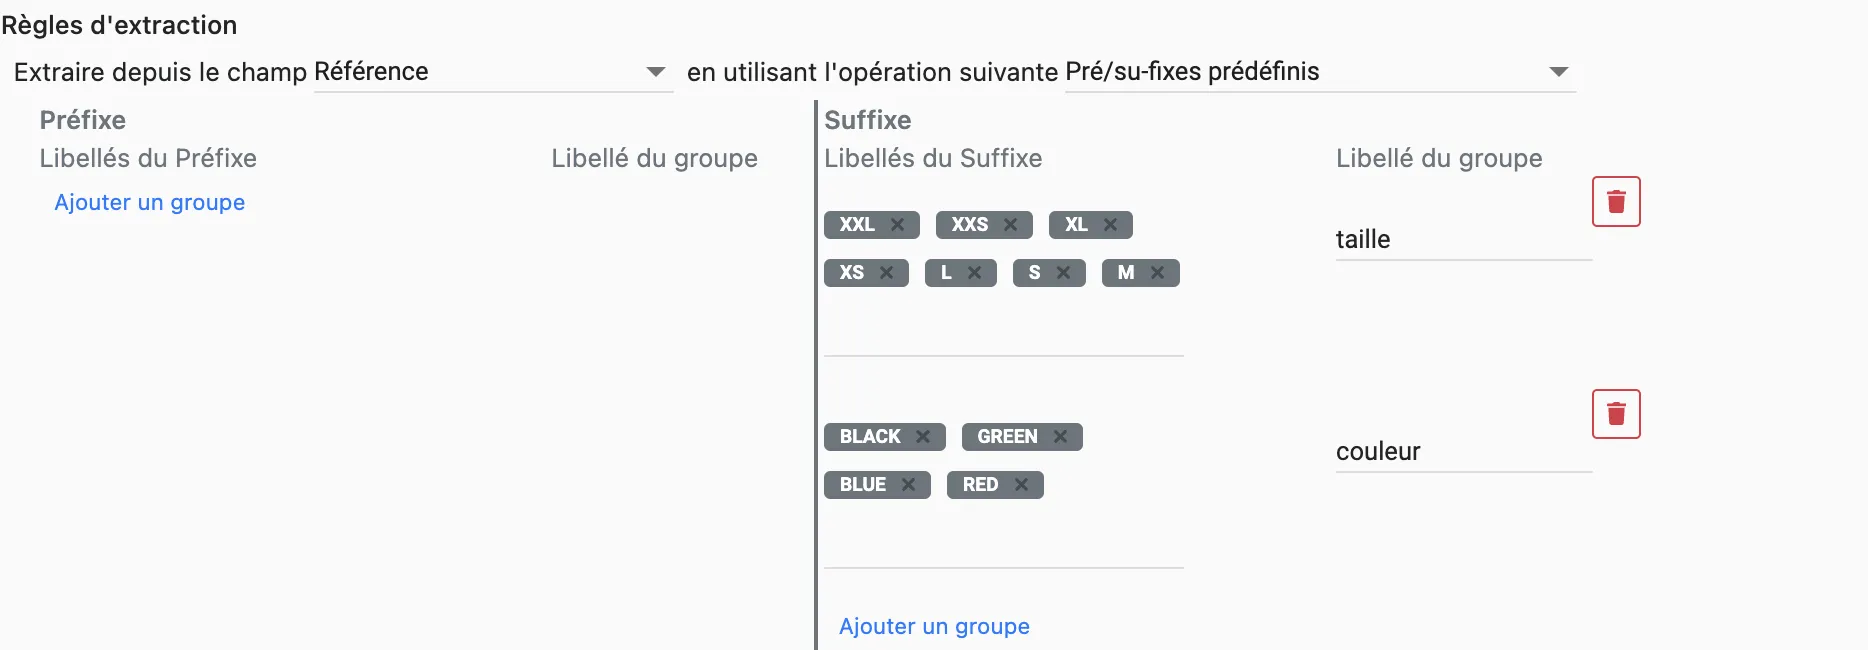 Règles d'extraction
Extraire depuis le champ Référence en utilisant l'opération suivante Pré/su-fixes prédéfinis
Préfixe
Libellés du Préfixe Libellé du groupe
Ajouter un groupe
Suffixe
Libellés du Suffixe Libellé du groupe
XXL × XXS × XL ×
XS × L × S × M ×
taille
BLACK × GREEN ×
BLUE × RED ×
couleur
Ajouter un groupe